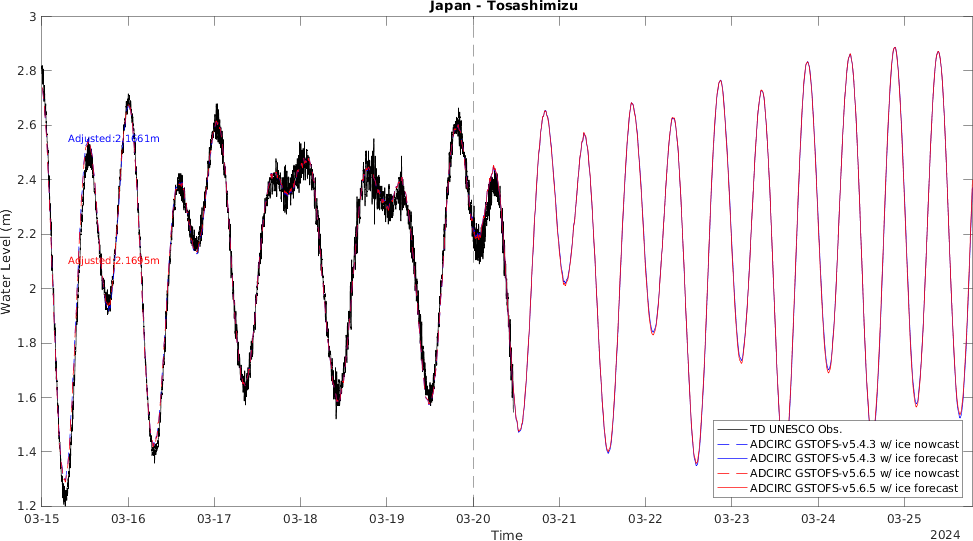 Japan - Tosashimizu
3
2.8
2.6
2.4
2.2
2
1.8
1.6
1.4
1.2
Water Level (m)
Adjusted:2.1661m
Adjusted:2.1695m
03-15
03-16
03-17
03-18
03-19
03-20
03-21
03-22
03-23
03-24
03-25
Time
2024
TD UNESCO Obs.
ADCIRC GSTOFS-v5.4.3 w/ ice nowcast
ADCIRC GSTOFS-v5.4.3 w/ ice forecast
ADCIRC GSTOFS-v5.6.5 w/ ice nowcast
ADCIRC GSTOFS-v5.6.5 w/ ice forecast